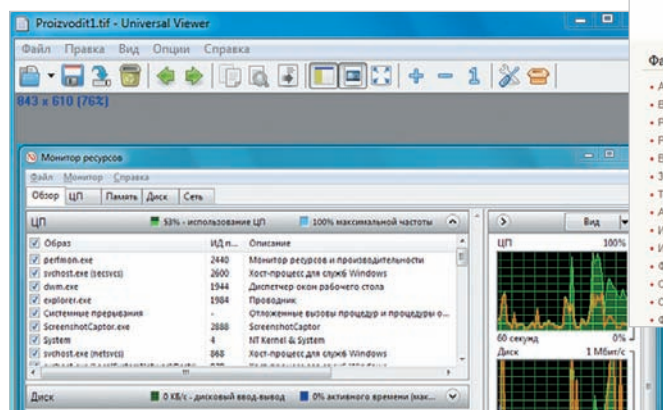 Proizvodit1.tif - Universal Viewer
Файл Правка Вид Опции Справка
1
843 x 610 (76%)
Монитор ресурсов
Файл Монитор Справка
Обзор ЦП Память Диск Сеть
ЦП 53% - использование ЦП 100% максимальной частоты
Образ ИД п... Описание
perfmon.exe 2440 Монитор ресурсов и производительности
svchost.exe (secsvcs) 2600 Хост-процесс для служб Windows
dwm.exe 1944 Диспетчер окон рабочего стола
explorer.exe 1984 Проводник
Системные прерывания - Отложенные вызовы процедур и процедуры о...
ScreenshotCaptor.exe 2888 ScreenshotCaptor
System 4 NT Kernel & System
svchost.exe (netsvcs) 868 Хост-процесс для служб Windows
Диск 0 КБ/с - дисковый ввод-вывод 0% активного времени (мак...
Вид
ЦП 100%
60 секунд 0%
Диск 1 Мбит/с